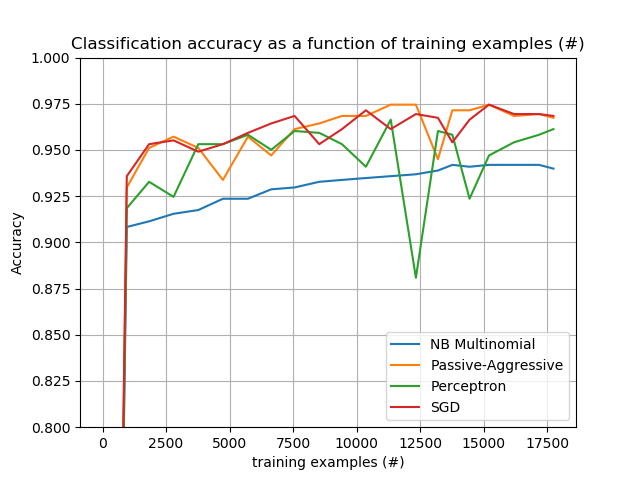 Classification accuracy as a function of training examples (#)
1.000
0.975
0.950
0.925
0.900
0.875
0.850
0.825
0.800
Accuracy
NB Multinomial
Passive-Aggressive
Perceptron
SGD
0 2500 5000 7500 10000 12500 15000 17500
training examples (#)